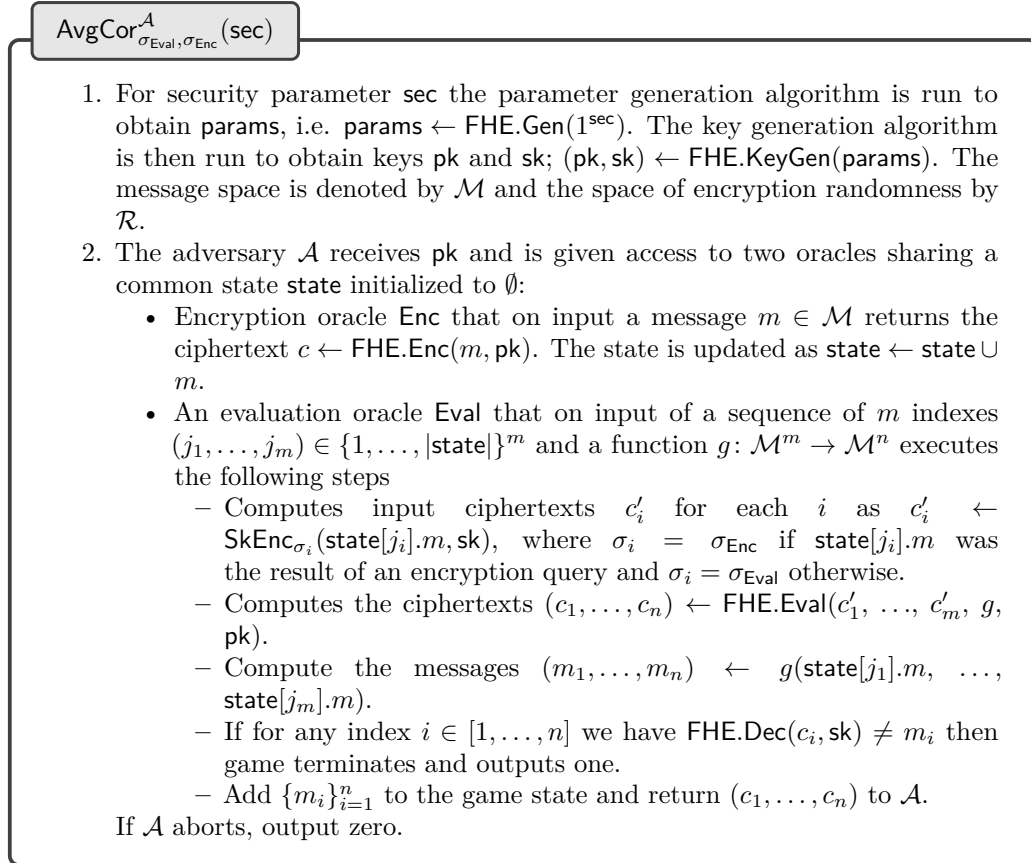 AvgCor^𝒜_{σ_Eval, σ_Enc}(sec)
1. For security parameter sec the parameter generation algorithm is run to
obtain params, i.e. params ← FHE.Gen(1^sec). The key generation algorithm
is then run to obtain keys pk and sk; (pk, sk) ← FHE.KeyGen(params). The
message space is denoted by ℳ and the space of encryption randomness by
ℛ.
2. The adversary 𝒜 receives pk and is given access to two oracles sharing a
common state state initialized to ∅:
• Encryption oracle Enc that on input a message m ∈ ℳ returns the
ciphertext c ← FHE.Enc(m, pk). The state is updated as state ← state ∪
m.
• An evaluation oracle Eval that on input of a sequence of m indexes
(j_1, …, j_m) ∈ {1, …, |state|}^m and a function g: ℳ^m → ℳ^n executes
the following steps
– Computes input ciphertexts c′_i for each i as c′_i ←
SkEnc_{σ_i}(state[j_i].m, sk), where σ_i = σ_Enc if state[j_i].m was
the result of an encryption query and σ_i = σ_Eval otherwise.
– Computes the ciphertexts (c_1, …, c_n) ← FHE.Eval(c′_1, …, c′_m, g,
pk).
– Compute the messages (m_1, …, m_n) ← g(state[j_1].m, …,
state[j_m].m).
– If for any index i ∈ [1, …, n] we have FHE.Dec(c_i, sk) ≠ m_i then
game terminates and outputs one.
– Add {m_i}^n_{i=1} to the game state and return (c_1, …, c_n) to 𝒜.
If 𝒜 aborts, output zero.